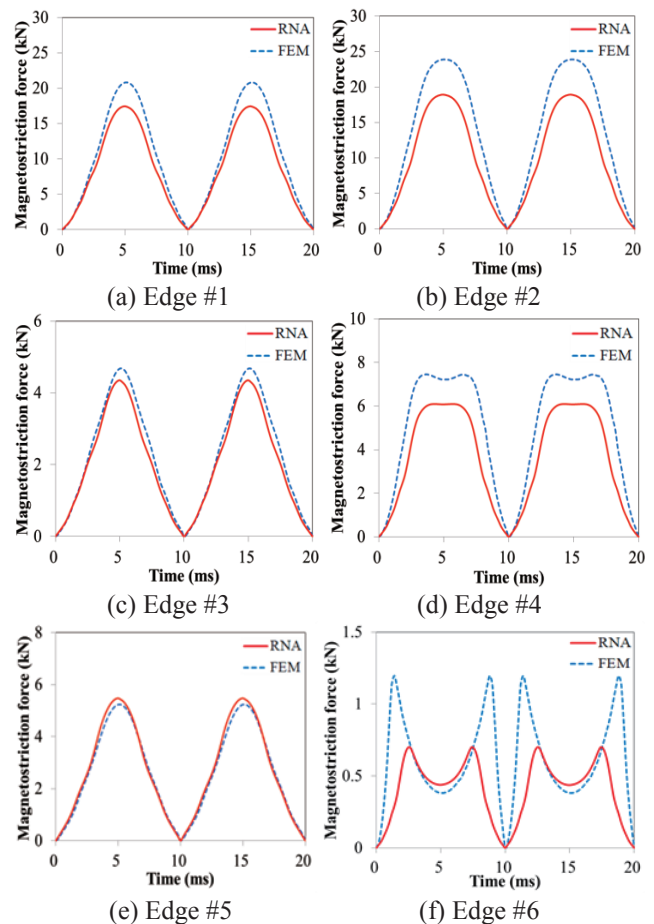 Magnetostriction force (kN)
30
25
20
15
10
5
0
RNA
FEM
0 5 10 15 20
Time (ms)
(a) Edge #1
Magnetostriction force (kN)
30
25
20
15
10
5
0
RNA
FEM
0 5 10 15 20
Time (ms)
(b) Edge #2
Magnetostriction force (kN)
6
4
2
0
RNA
FEM
0 5 10 15 20
Time (ms)
(c) Edge #3
Magnetostriction force (kN)
10
8
6
4
2
0
RNA
FEM
0 5 10 15 20
Time (ms)
(d) Edge #4
Magnetostriction force (kN)
8
6
4
2
0
RNA
FEM
0 5 10 15 20
Time (ms)
(e) Edge #5
Magnetostriction force (kN)
1.5
1
0.5
0
RNA
FEM
0 5 10 15 20
Time (ms)
(f) Edge #6